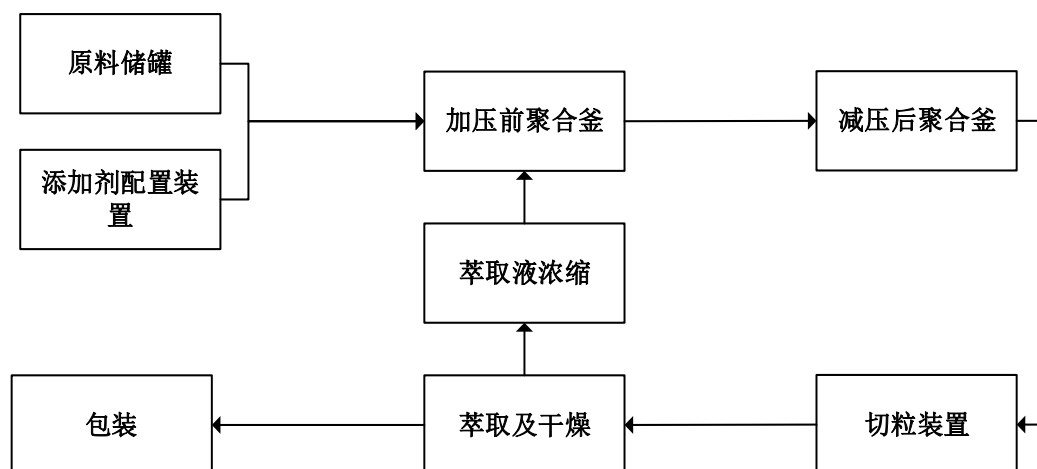 原料储罐
加压前聚合釜
减压后聚合釜
添加剂配置装
置
萃取液浓缩
包装
萃取及干燥
切粒装置